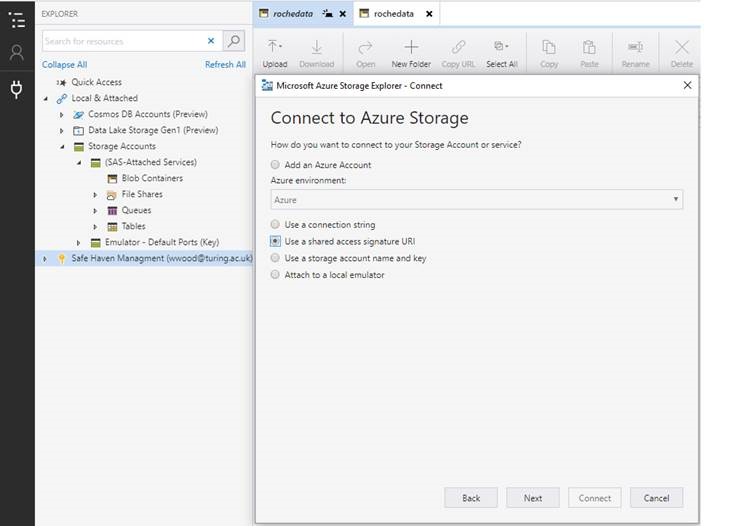 EXPLORER
Search for resources
Collapse All
Refresh All
Quick Access
Local & Attached
Cosmos DB Accounts (Preview)
Data Lake Storage Gen1 (Preview)
Storage Accounts
(SAS-Attached Services)
Blob Containers
File Shares
Queues
Tables
Emulator - Default Ports (Key)
Safe Haven Managment (wwood@turing.ac.uk)
rochedata
rochedata
Upload
Download
Open
New Folder
Copy URL
Select All
Copy
Paste
Rename
Delete
Microsoft Azure Storage Explorer - Connect
Connect to Azure Storage
How do you want to connect to your Storage Account or service?
Add an Azure Account
Azure environment:
Azure
Use a connection string
Use a shared access signature URI
Use a storage account name and key
Attach to a local emulator
Back
Next
Connect
Cancel